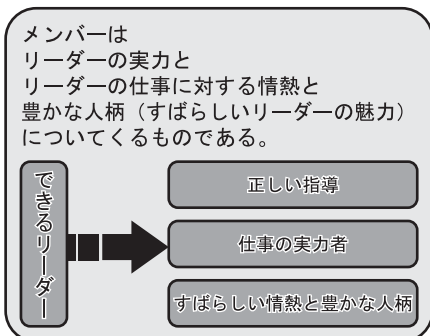 メンバーは
リーダーの実力と
リーダーの仕事に対する情熱と
豊かな人柄（すばらしいリーダーの魅力）
についてくるものである。
できるリーダー
正しい指導
仕事の実力者
すばらしい情熱と豊かな人柄